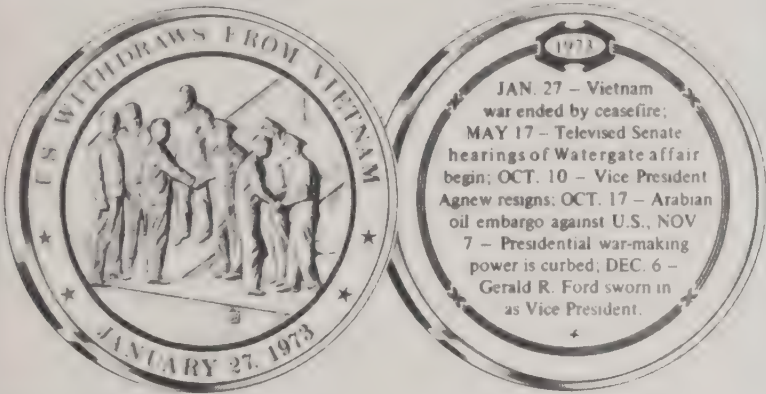 U.S. WITHDRAWS FROM VIETNAM
JANUARY 27, 1973
1973
JAN. 27 – Vietnam
war ended by ceasefire;
MAY 17 – Televised Senate
hearings of Watergate affair
begin; OCT. 10 – Vice President
Agnew resigns; OCT. 17 – Arabian
oil embargo against U.S., NOV
7 – Presidential war-making
power is curbed; DEC. 6 –
Gerald R. Ford sworn in
as Vice President.